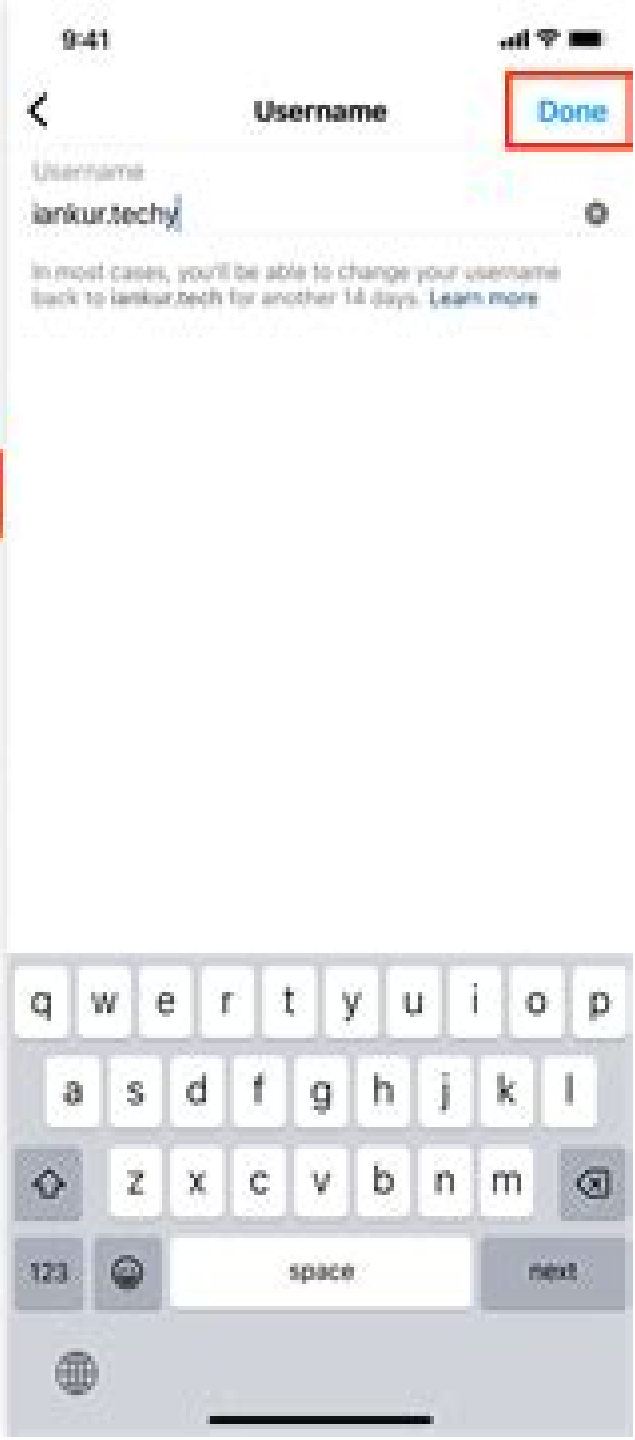 9:41
Username Done
Username
iankur.techy
In most cases, you'll be able to change your username
back to iankur.tech for another 14 days. Learn more
q w e r t y u i o p
a s d f g h j k l
z x c v b n m
123 space next